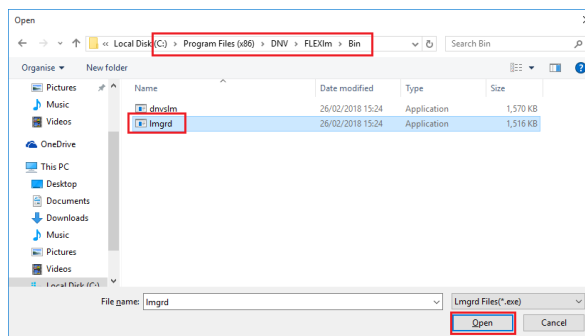 Open
« Local Disk (C:) > Program Files (x86) > DNV > FLEXlm > Bin
Search Bin
Organise
New folder
Name
Date modified
Type
Size
Pictures
Music
Videos
OneDrive
This PC
Desktop
Documents
Downloads
Music
Pictures
Videos
Local Disk (C:)
dnvslm 26/02/2018 15:24 Application 1,570 KB
lmgrd 26/02/2018 15:24 Application 1,516 KB
File name: lmgrd
Lmgrd Files(*.exe)
Open
Cancel